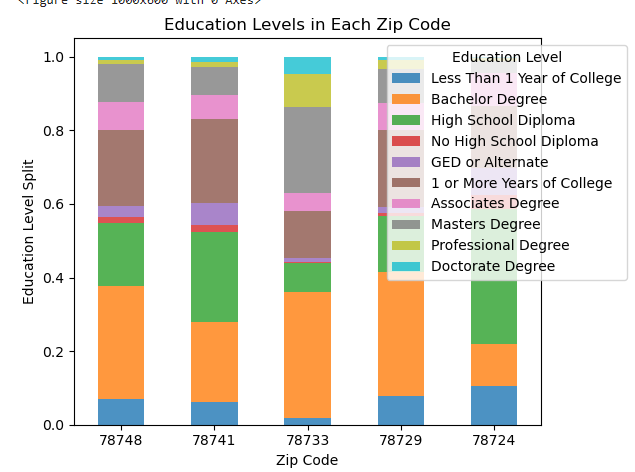 <Figure size 1000x600 with 0 Axes>
Education Levels in Each Zip Code
Education Level
Less Than 1 Year of College
Bachelor Degree
High School Diploma
No High School Diploma
GED or Alternate
1 or More Years of College
Associates Degree
Masters Degree
Professional Degree
Doctorate Degree
Education Level Split
1.0
0.8
0.6
0.4
0.2
0.0
78748 78741 78733 78729 78724
Zip Code